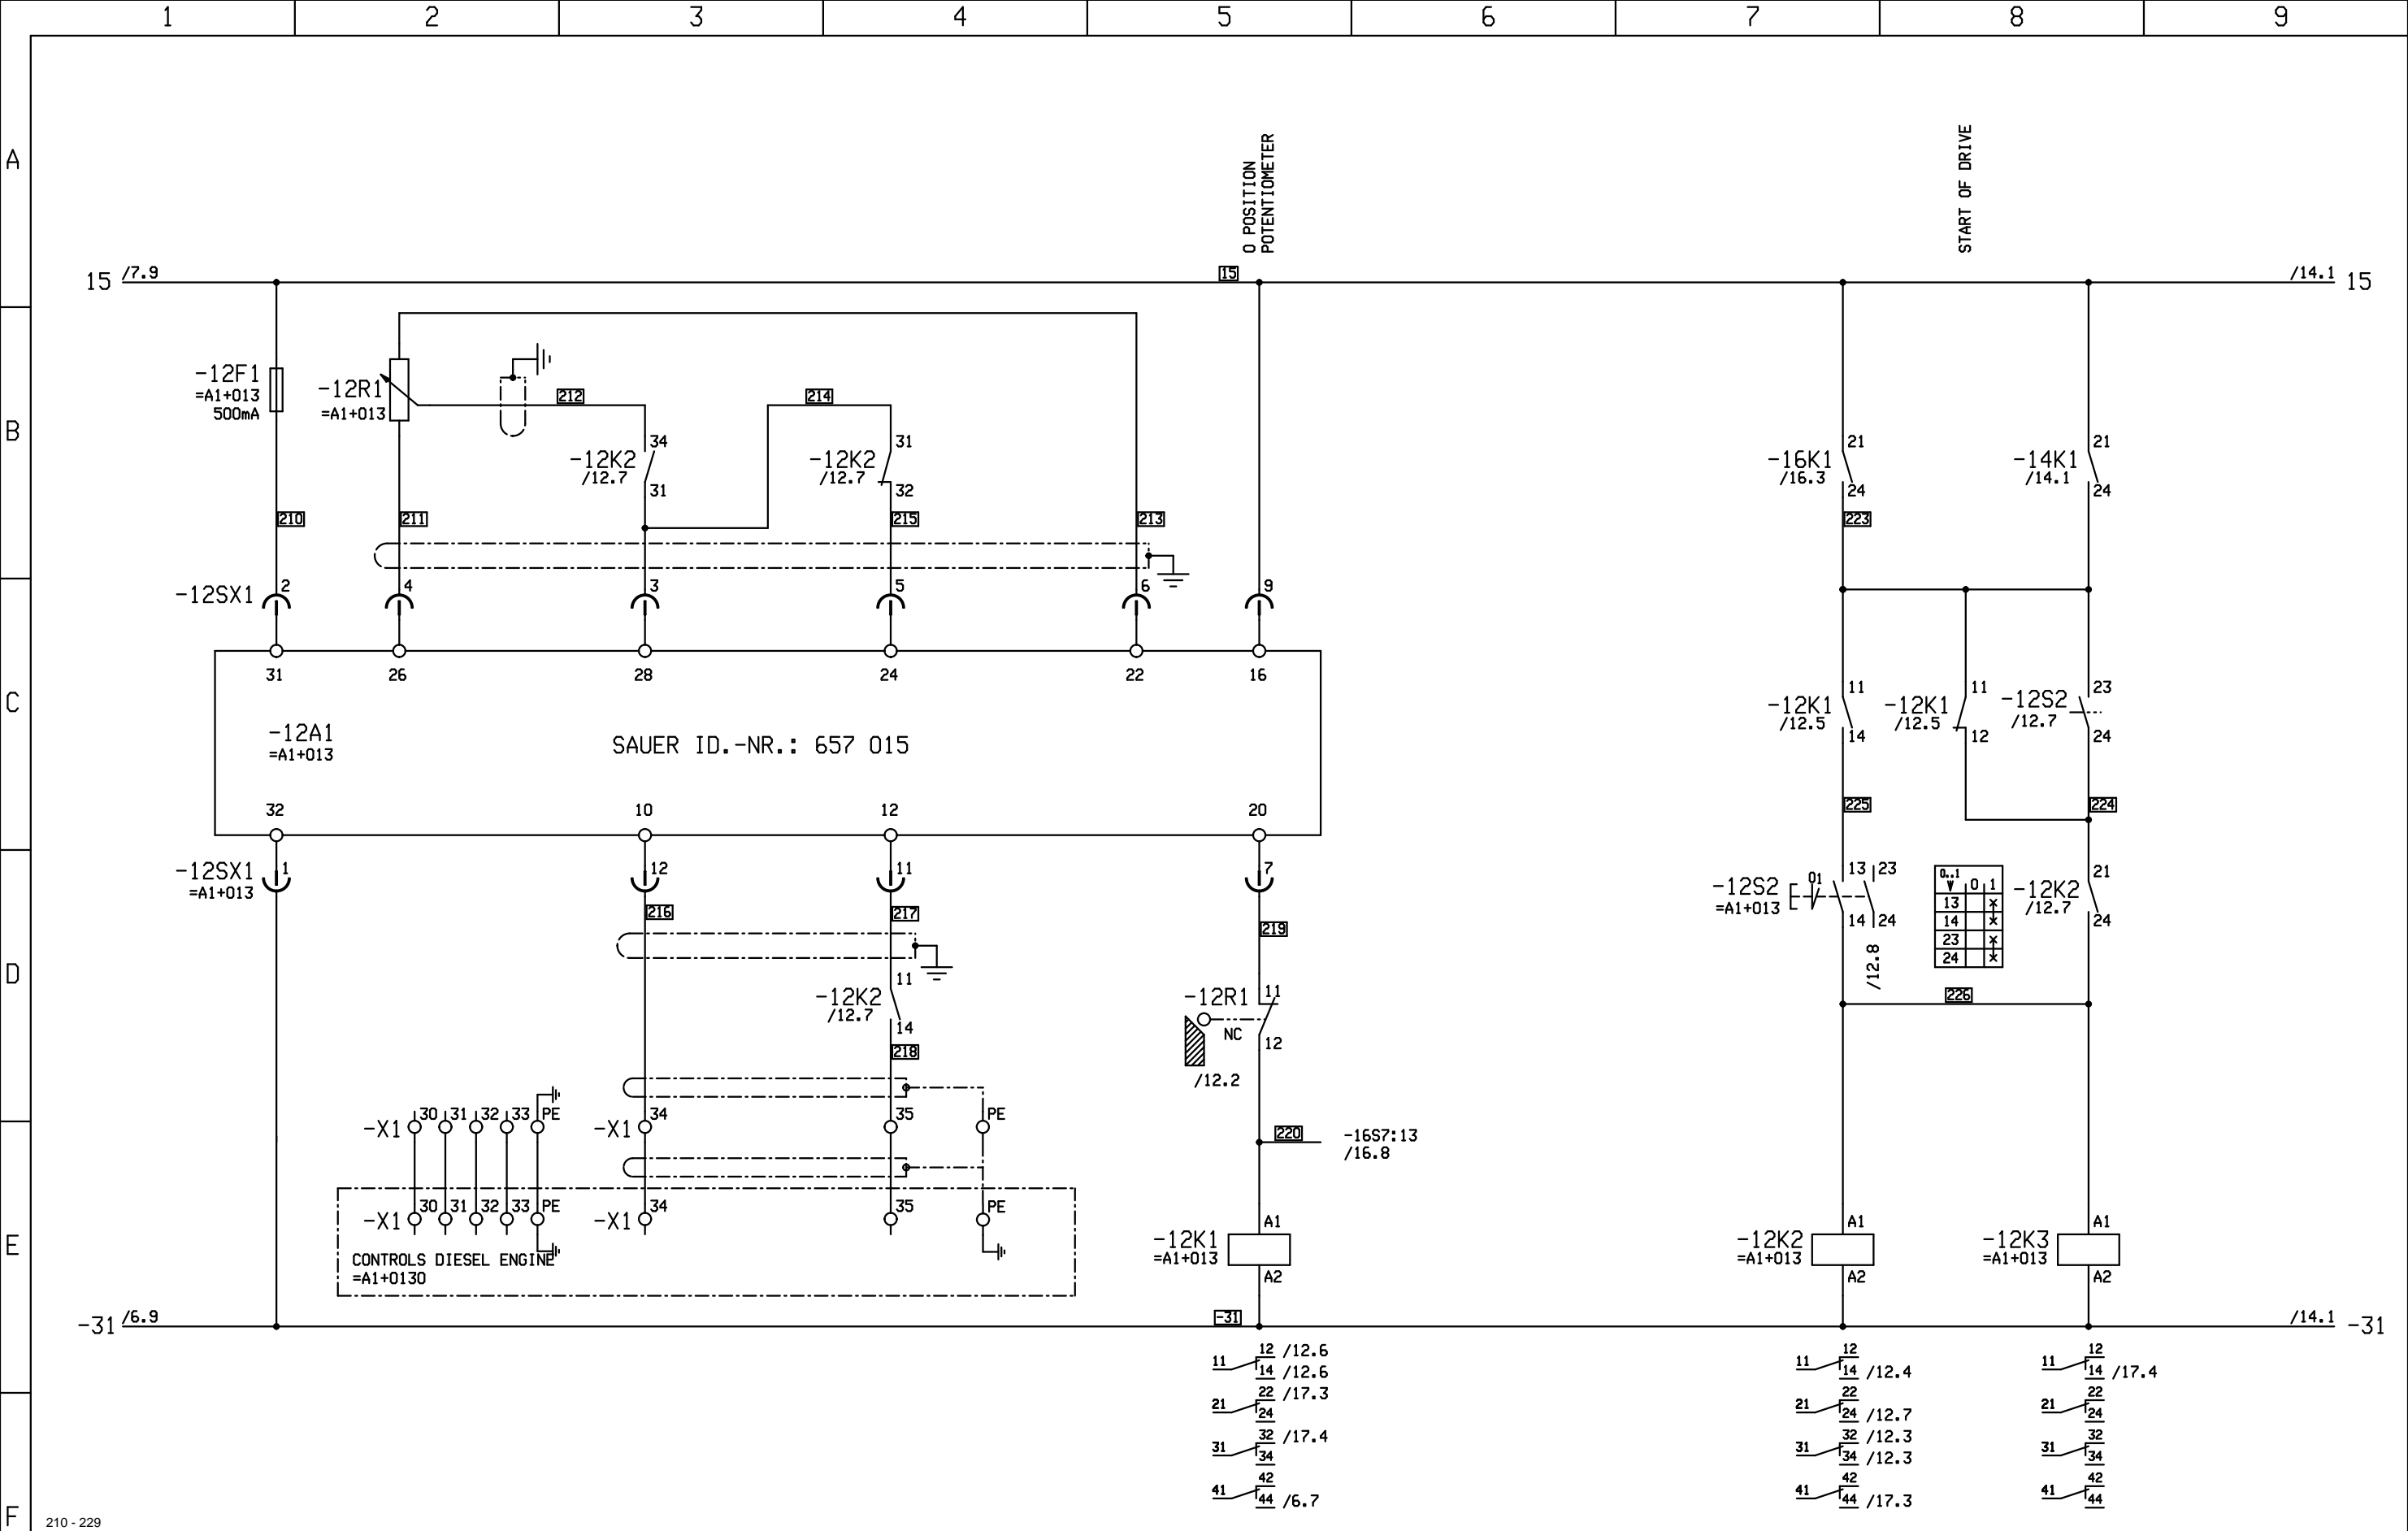 1 2 3 4 5 6 7 8 9
A
B
C
D
E
F
O POSITION
POTENTIOMETER
START OF DRIVE
15 /7.9
15
/14.1 15
-12F1
=A1+013
500mA
-12R1
=A1+013
212
214
34
-12K2
/12.7
31
31
-12K2
/12.7
32
21
-16K1
/16.3
24
21
-14K1
/14.1
24
210
211
215
213
223
-12SX1
2
4
3
5
6
9
31
26
28
24
22
16
-12A1
=A1+013
SAUER ID.-NR.: 657 015
11
-12K1
/12.5
14
11
-12K1
/12.5
12
23
-12S2
/12.7
24
32
10
12
20
225
224
-12SX1
=A1+013
1
12
11
7
216
217
219
13 23
-12S2
=A1+013
01
14 24
/12.8
0..1
0 1
13 x
14 x
23 x
24 x
21
-12K2
/12.7
24
11
-12K2
/12.7
14
218
11
-12R1
NC
12
/12.2
226
-X1 30 31 32 33 PE
-X1 34
35
PE
220
-16S7:13
/16.8
-X1 30 31 32 33 PE
-X1 34
35
PE
CONTROLS DIESEL ENGINE
=A1+0130
A1
-12K1
=A1+013
A2
A1
-12K2
=A1+013
A2
A1
-12K3
=A1+013
A2
-31 /6.9
-31
/14.1 -31
12 /12.6
11
14 /12.6
22 /17.3
21
24
32 /17.4
31
34
42
41
44 /6.7
12
11
14 /12.4
22
21
24 /12.7
32 /12.3
31
34 /12.3
42
41
44 /17.3
12
11
14 /17.4
22
21
24
32
31
34
42
41
44
210 - 229